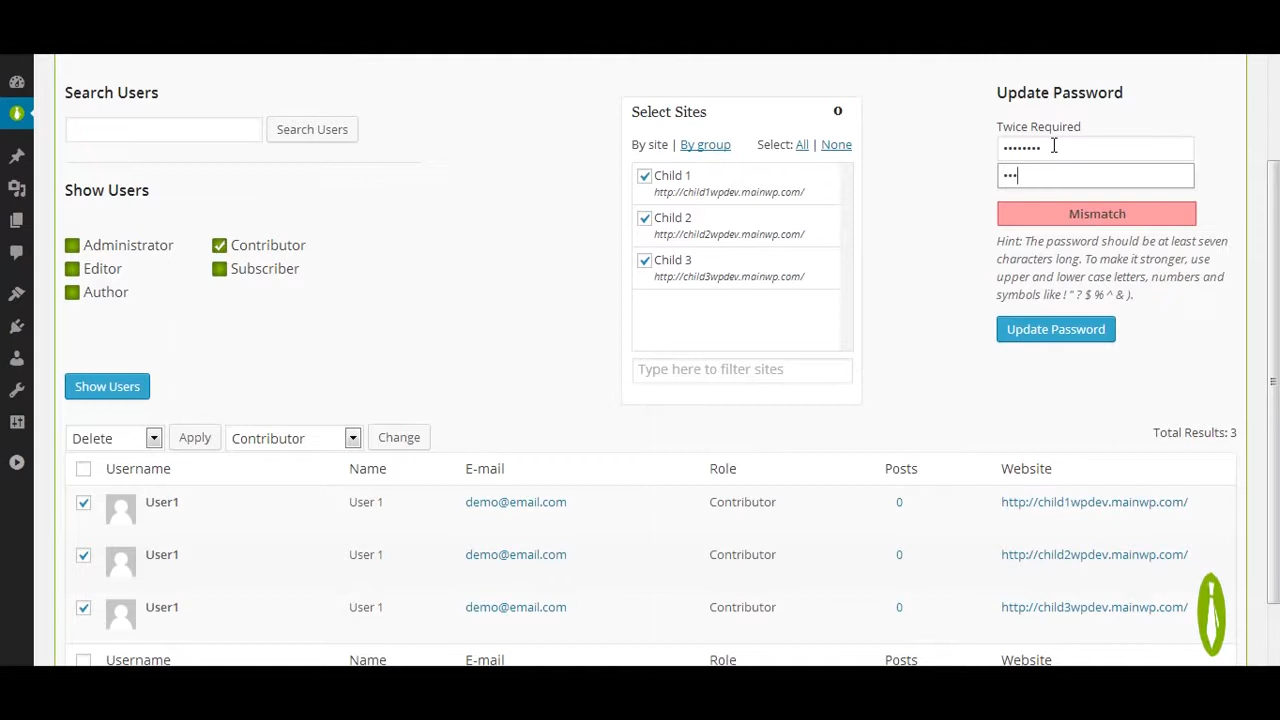 Search Users
Search Users
Show Users
Administrator
Contributor
Editor
Subscriber
Author
Show Users
Select Sites
0
By site | By group
Select: All | None
Child 1
http://child1wpdev.mainwp.com/
Child 2
http://child2wpdev.mainwp.com/
Child 3
http://child3wpdev.mainwp.com/
Type here to filter sites
Update Password
Twice Required
••••••••
•••
Mismatch
Hint: The password should be at least seven
characters long. To make it stronger, use
upper and lower case letters, numbers and
symbols like ! " ? $ % ^ & ).
Update Password
Delete Apply Contributor Change
Total Results: 3
Username Name E-mail Role Posts Website
User1 User 1 demo@email.com Contributor 0 http://child1wpdev.mainwp.com/
User1 User 1 demo@email.com Contributor 0 http://child2wpdev.mainwp.com/
User1 User 1 demo@email.com Contributor 0 http://child3wpdev.mainwp.com/
Username Name E-mail Role Posts Website